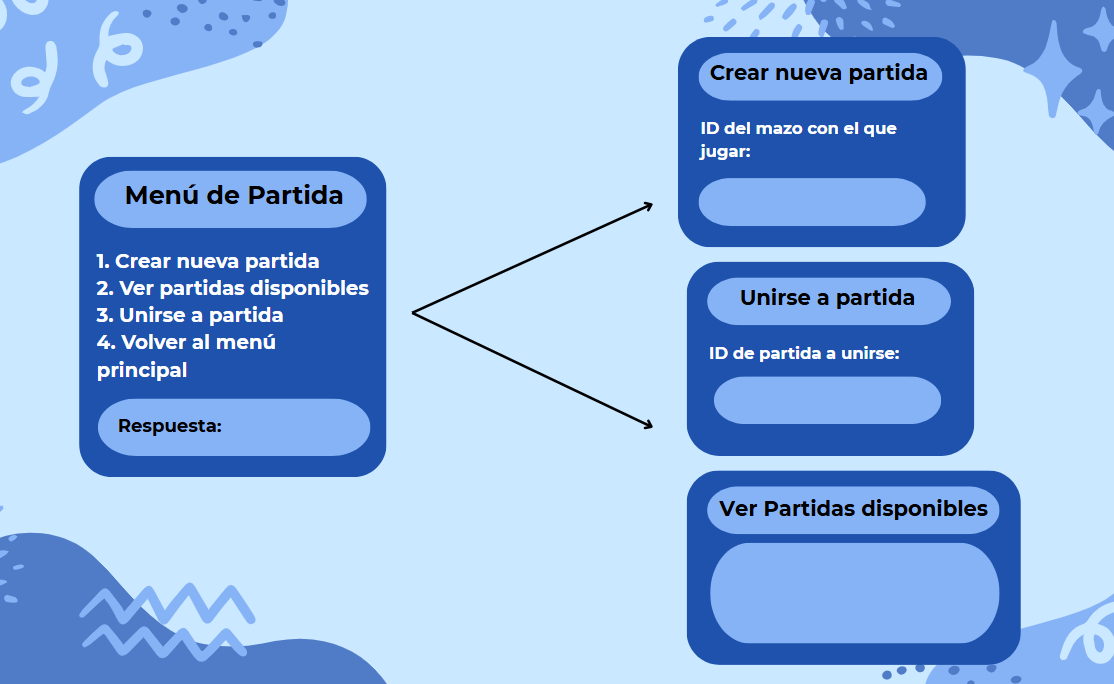 Menú de Partida
1. Crear nueva partida
2. Ver partidas disponibles
3. Unirse a partida
4. Volver al menú
principal
Respuesta:
Crear nueva partida
ID del mazo con el que
jugar:
Unirse a partida
ID de partida a unirse:
Ver Partidas disponibles